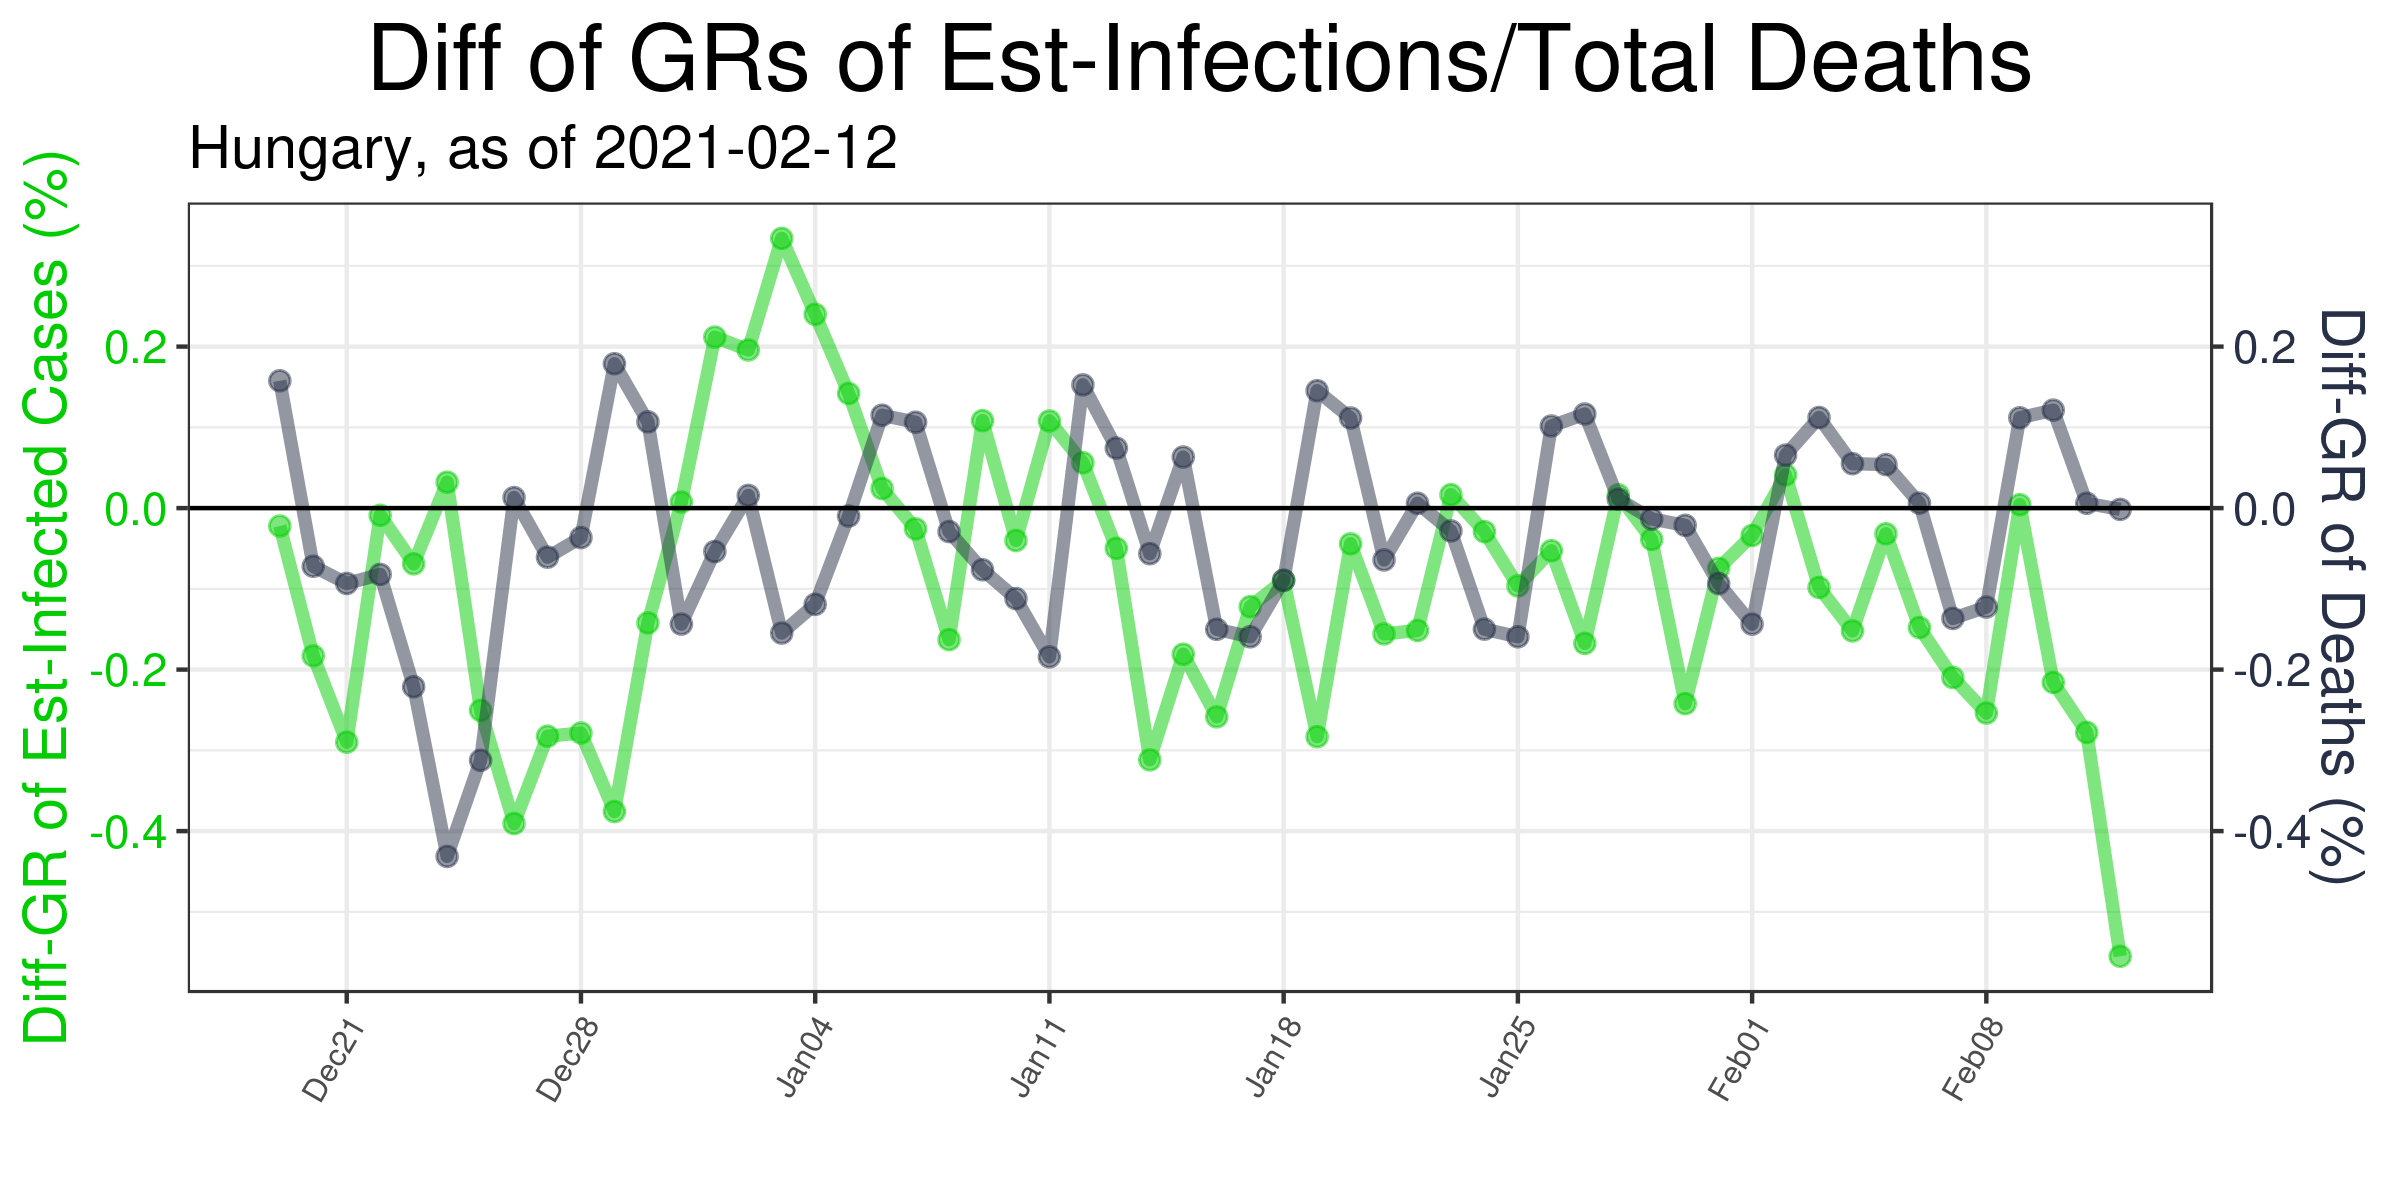 Diff of GRs of Est-Infections/Total Deaths
Hungary, as of 2021-02-12
Diff-GR of Est-Infected Cases (%)
0.2
0.0
-0.2
-0.4
0.2
0.0
-0.2
-0.4
Diff-GR of Deaths (%)
Dec21
Dec28
Jan04
Jan11
Jan18
Jan25
Feb01
Feb08